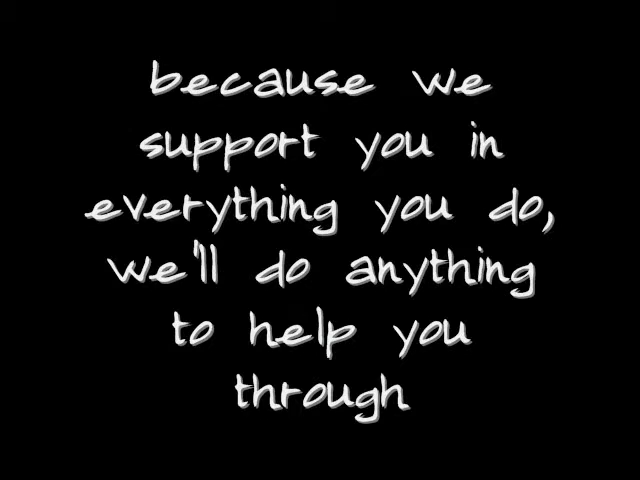 because we
support you in
everything you do,
we'll do anything
to help you
through